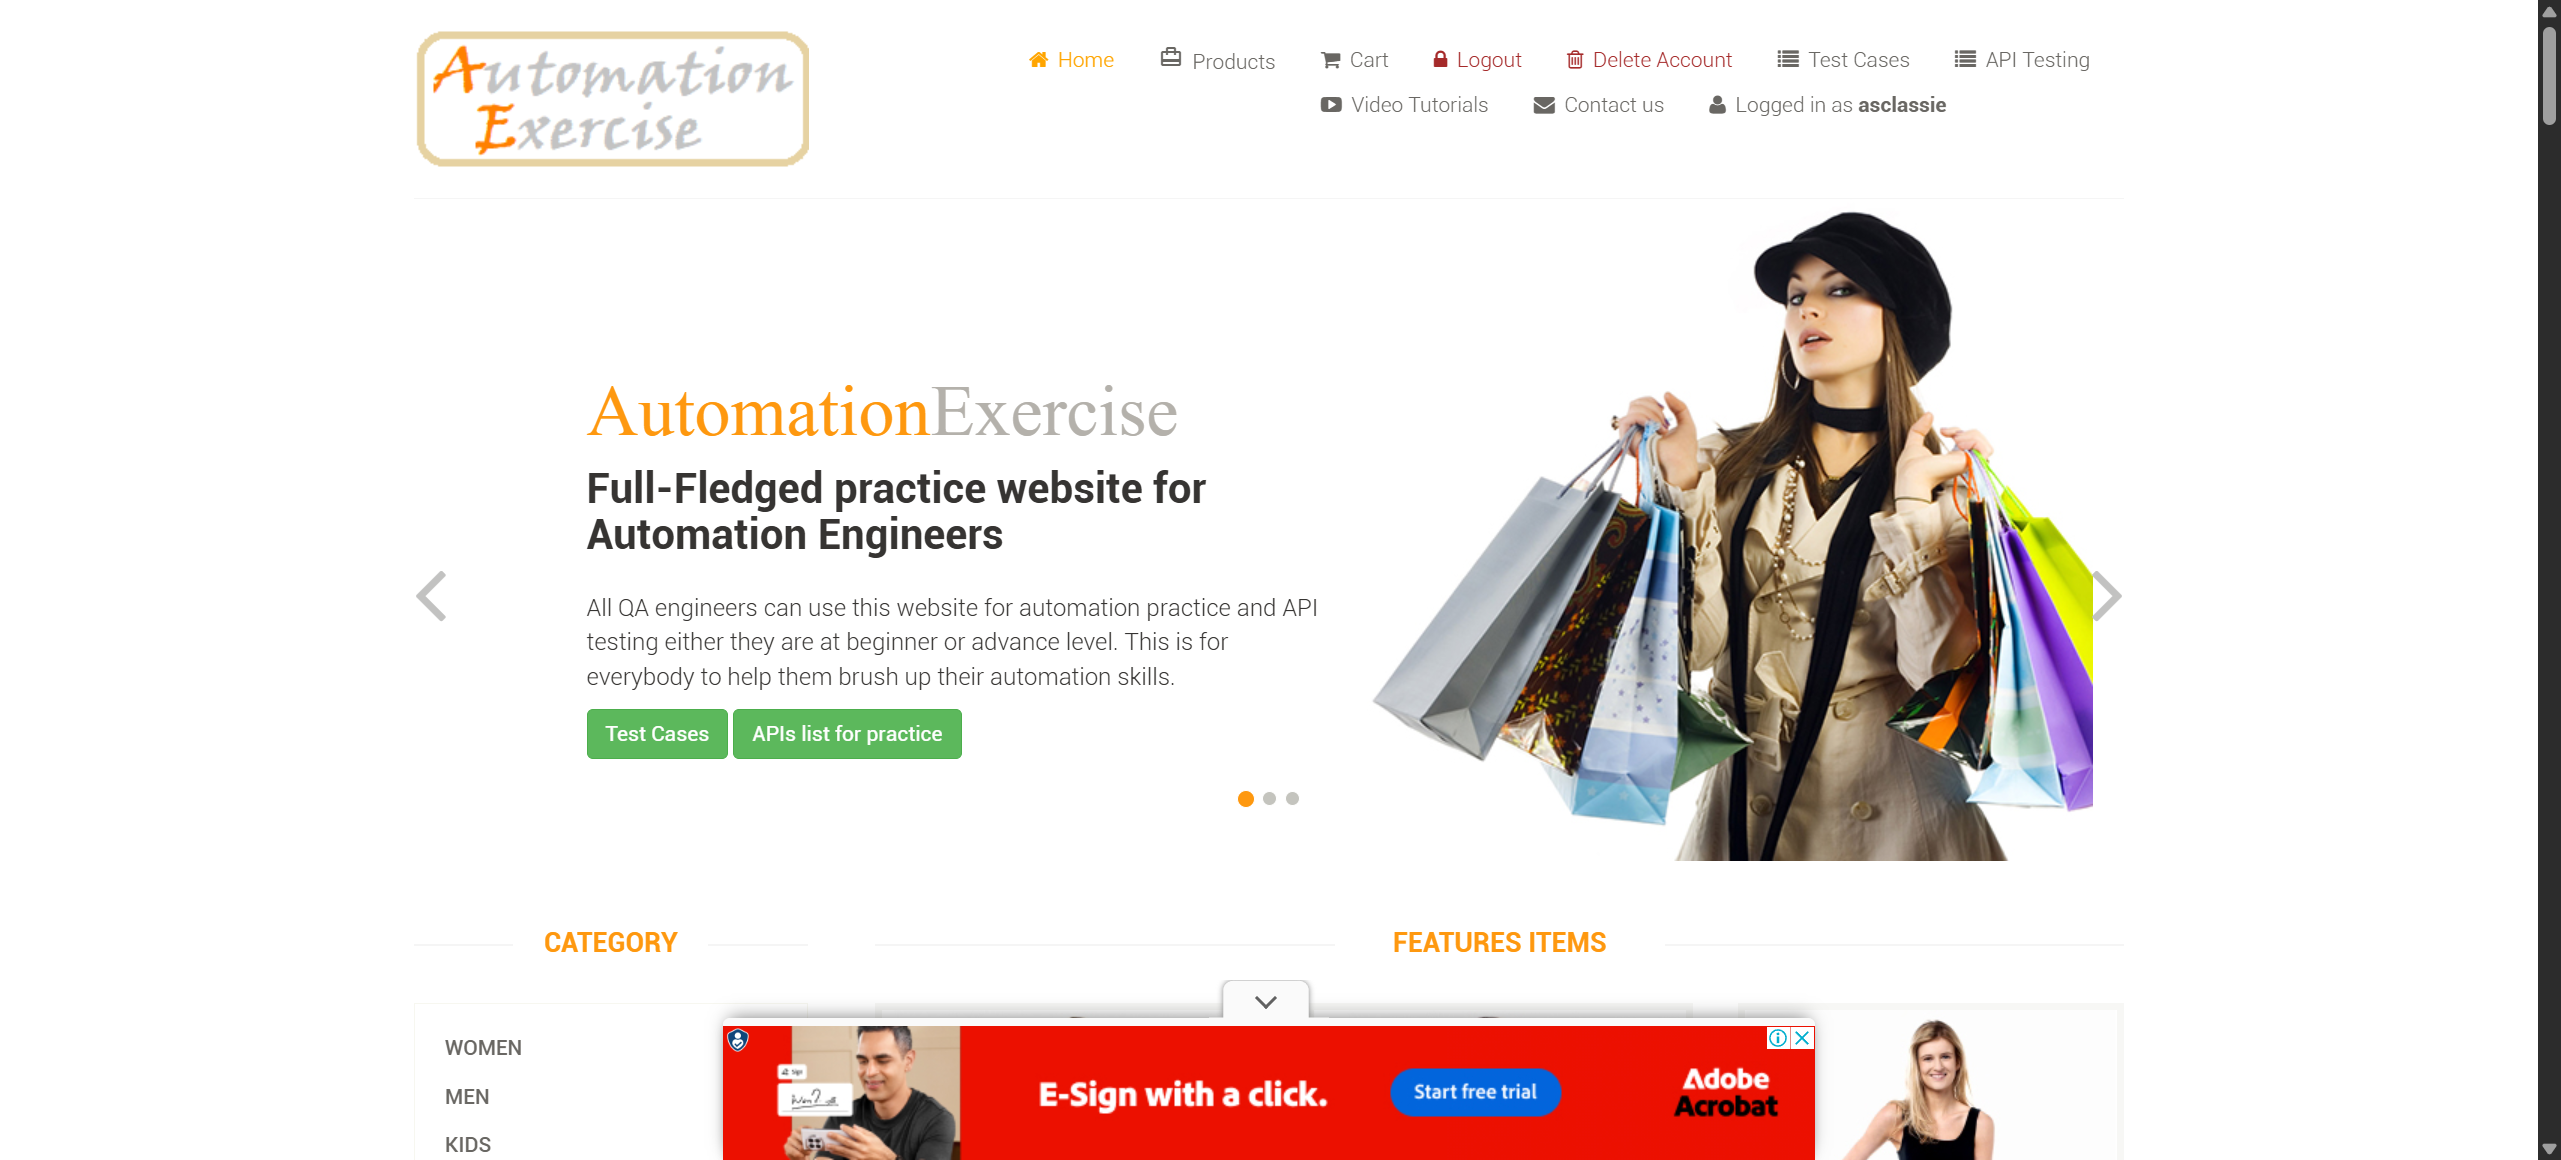 Automation
Exercise
Home
Products
Cart
Logout
Delete Account
Test Cases
API Testing
Video Tutorials
Contact us
Logged in as asclassie
AutomationExercise
Full-Fledged practice website for
Automation Engineers
All QA engineers can use this website for automation practice and API
testing either they are at beginner or advance level. This is for
everybody to help them brush up their automation skills.
Test Cases
APIs list for practice
CATEGORY
FEATURES ITEMS
WOMEN
MEN
KIDS
Sign
E-Sign with a click.
Start free trial
Adobe
Acrobat